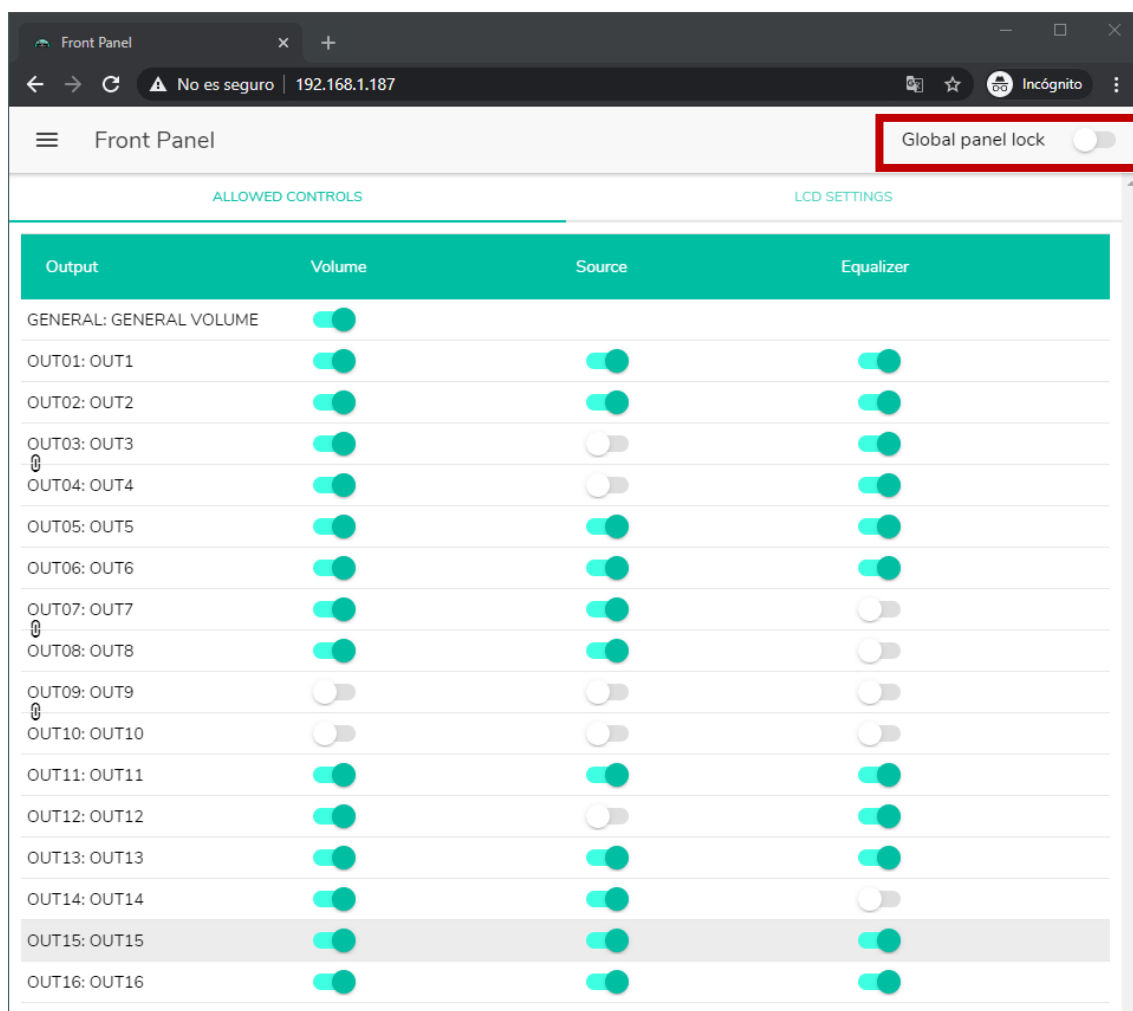 Front Panel
No es seguro | 192.168.1.187 Incógnito
Front Panel Global panel lock
ALLOWED CONTROLS LCD SETTINGS
Output Volume Source Equalizer
GENERAL: GENERAL VOLUME
OUT01: OUT1
OUT02: OUT2
OUT03: OUT3
OUT04: OUT4
OUT05: OUT5
OUT06: OUT6
OUT07: OUT7
OUT08: OUT8
OUT09: OUT9
OUT10: OUT10
OUT11: OUT11
OUT12: OUT12
OUT13: OUT13
OUT14: OUT14
OUT15: OUT15
OUT16: OUT16